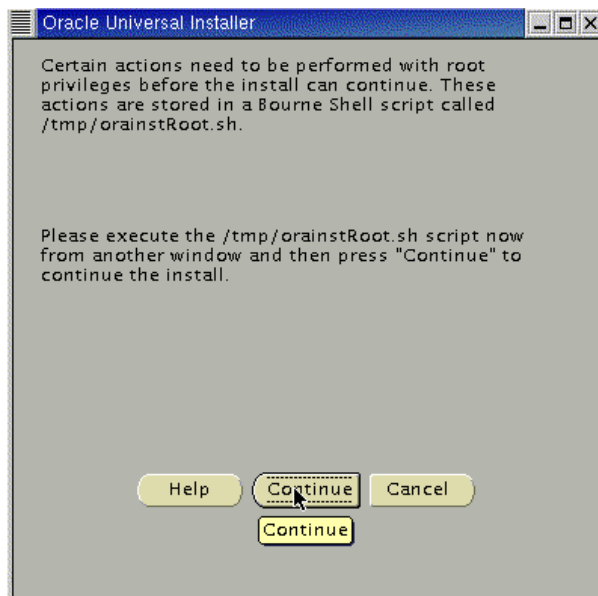 Oracle Universal Installer
Certain actions need to be performed with root
privileges before the install can continue. These
actions are stored in a Bourne Shell script called
/tmp/orainstRoot.sh.
Please execute the /tmp/orainstRoot.sh script now
from another window and then press "Continue" to
continue the install.
Help Continue Cancel
Continue